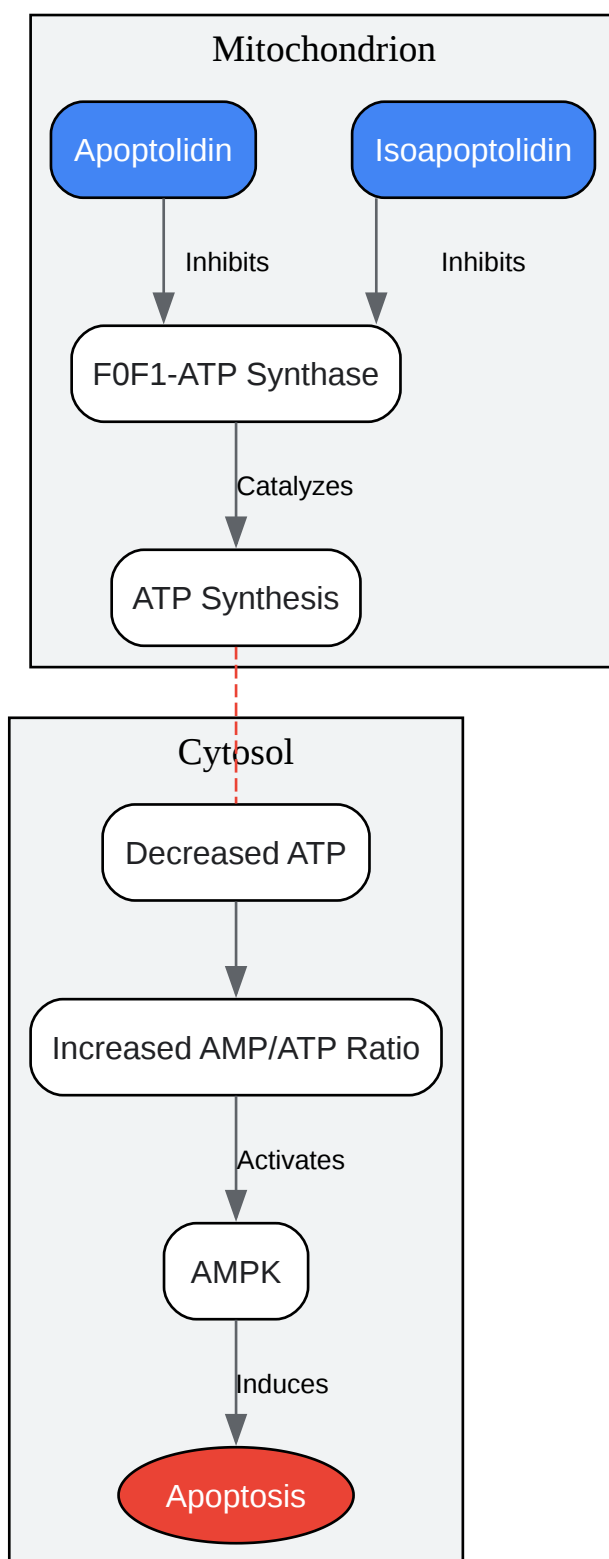 Mitochondrion
Apoptolidin
Isoapoptolidin
Inhibits
Inhibits
F0F1-ATP Synthase
Catalyzes
ATP Synthesis
Cytosol
Decreased ATP
Increased AMP/ATP Ratio
Activates
AMPK
Induces
Apoptosis